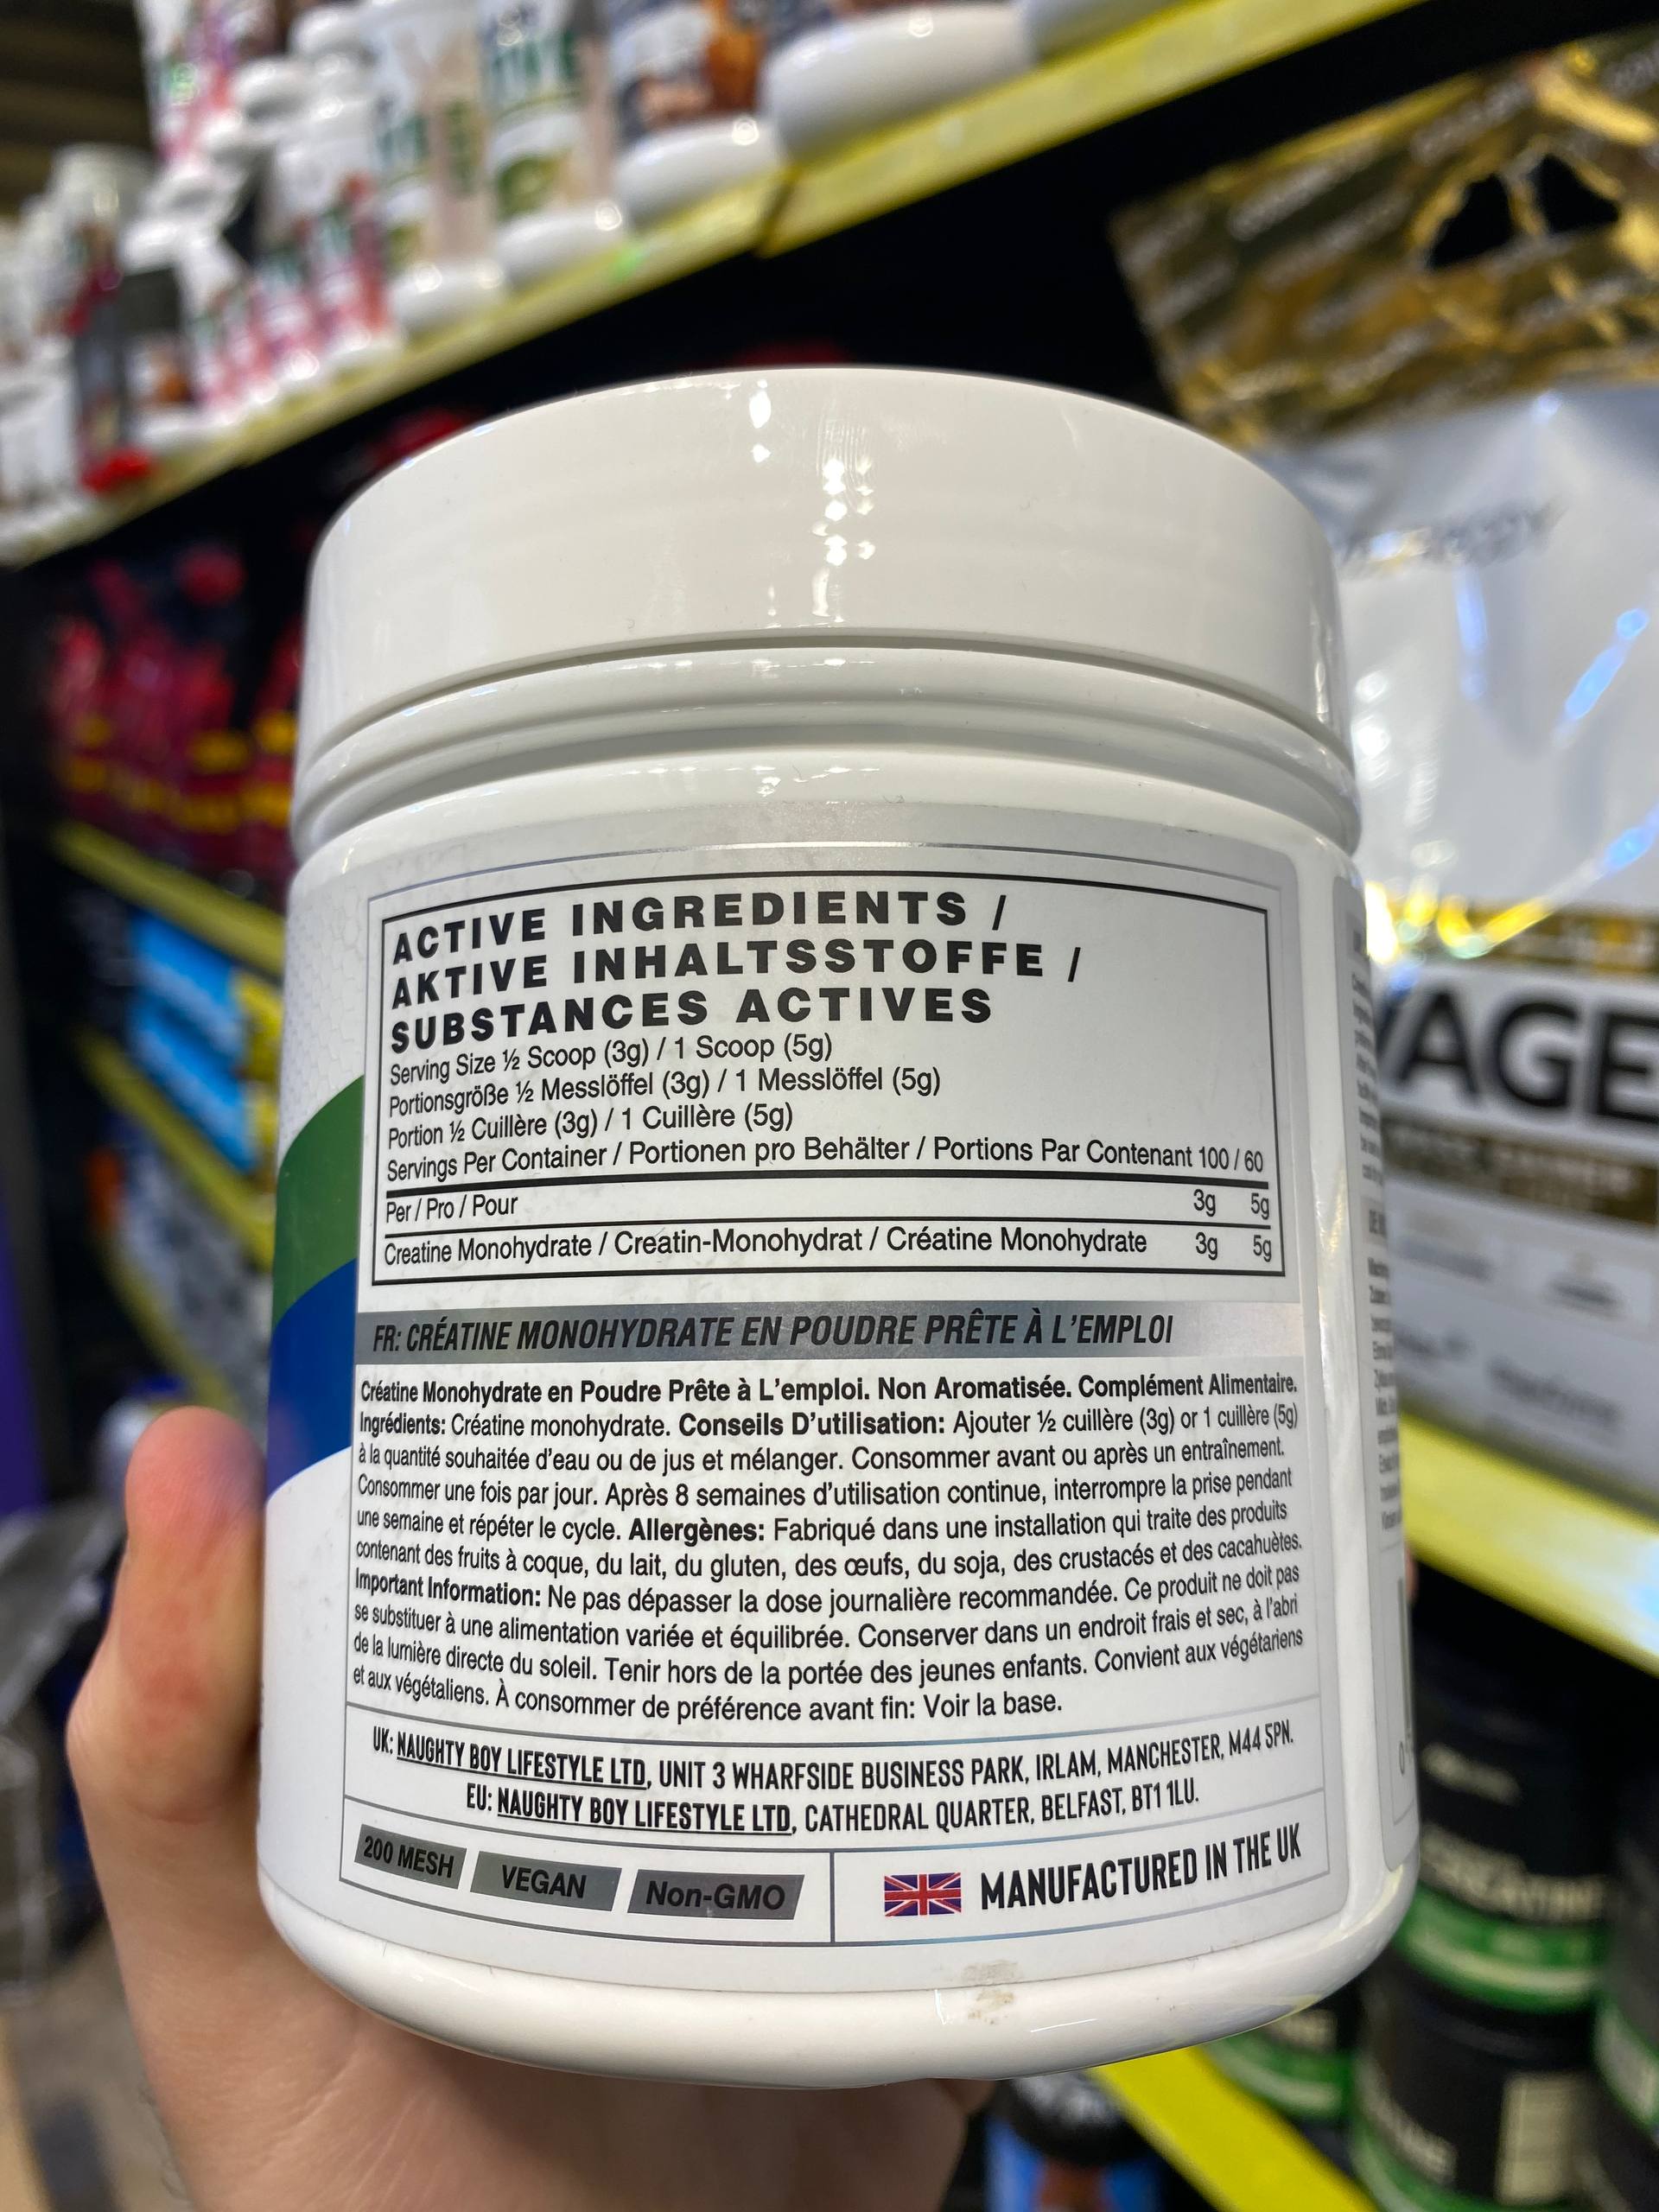 ACTIVE INGREDIENTS /
AKTIVE INHALTSSTOFFE /
SUBSTANCES ACTIVES
Serving Size ½ Scoop (3g) / 1 Scoop (5g)
Portionsgröße ½ Messlöffel (3g) / 1 Messlöffel (5g)
Portion ½ Cuillère (3g) / 1 Cuillère (5g)
Servings Per Container / Portionen pro Behälter / Portions Par Contenant 100 / 60
Per / Pro / Pour 3g 5g
Creatine Monohydrate / Creatin-Monohydrat / Créatine Monohydrate 3g 5g
FR: CRÉATINE MONOHYDRATE EN POUDRE PRÊTE À L'EMPLOI
Créatine Monohydrate en Poudre Prête à L'emploi. Non Aromatisée. Complément Alimentaire.
Ingrédients: Créatine monohydrate. Conseils D'utilisation: Ajouter ½ cuillère (3g) or 1 cuillère (5g)
à la quantité souhaitée d'eau ou de jus et mélanger. Consommer avant ou après un entraînement.
Consommer une fois par jour. Après 8 semaines d'utilisation continue, interrompre la prise pendant
une semaine et répéter le cycle. Allergènes: Fabriqué dans une installation qui traite des produits
contenant des fruits à coque, du lait, du gluten, des œufs, du soja, des crustacés et des cacahuètes.
Important Information: Ne pas dépasser la dose journalière recommandée. Ce produit ne doit pas
se substituer à une alimentation variée et équilibrée. Conserver dans un endroit frais et sec, à l'abri
de la lumière directe du soleil. Tenir hors de la portée des jeunes enfants. Convient aux végétariens
et aux végétaliens. À consommer de préférence avant fin: Voir la base.
UK: NAUGHTY BOY LIFESTYLE LTD, UNIT 3 WHARFSIDE BUSINESS PARK, IRLAM, MANCHESTER, M44 5PN.
EU: NAUGHTY BOY LIFESTYLE LTD, CATHEDRAL QUARTER, BELFAST, BT1 1LU.
200 MESH VEGAN Non-GMO
MANUFACTURED IN THE UK